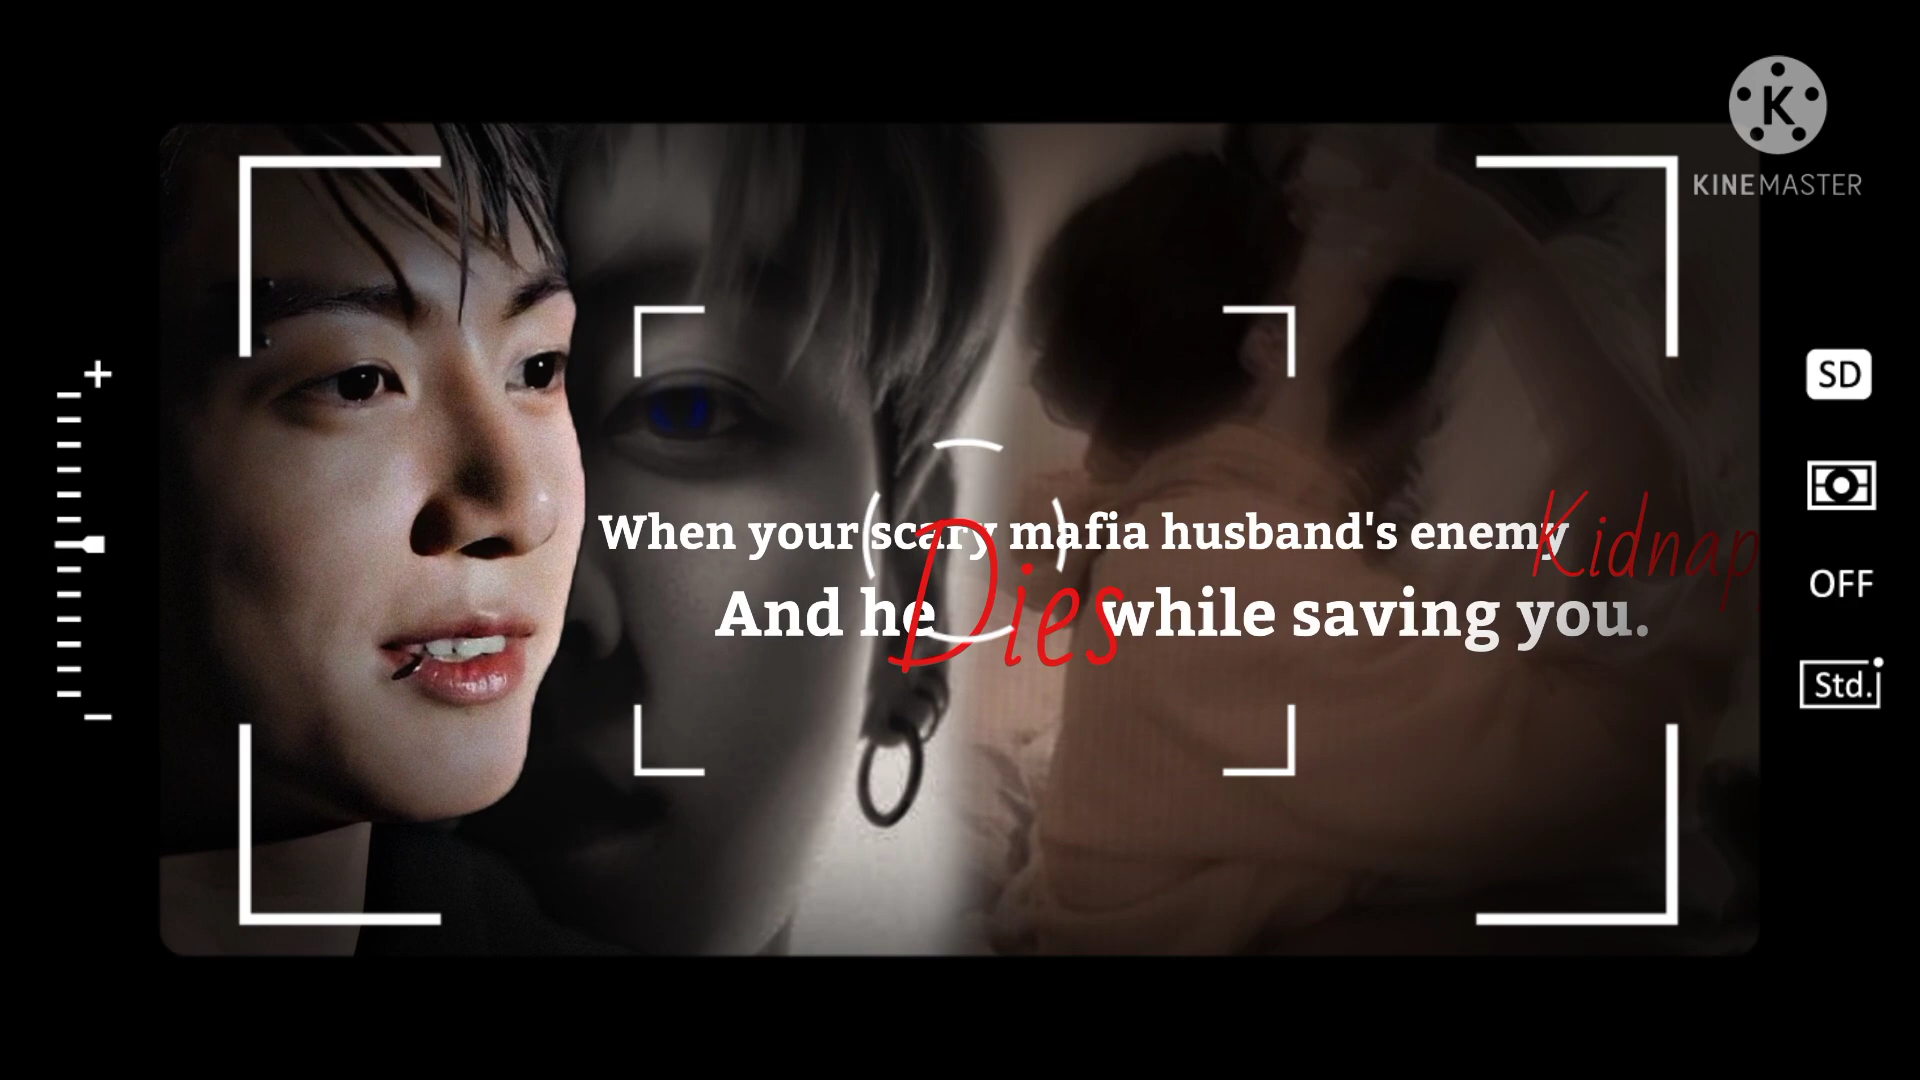 K
KINEMASTER
When your scary mafia husband's enemy Kidnap
And he Dies while saving you.
SD
OFF
Std.